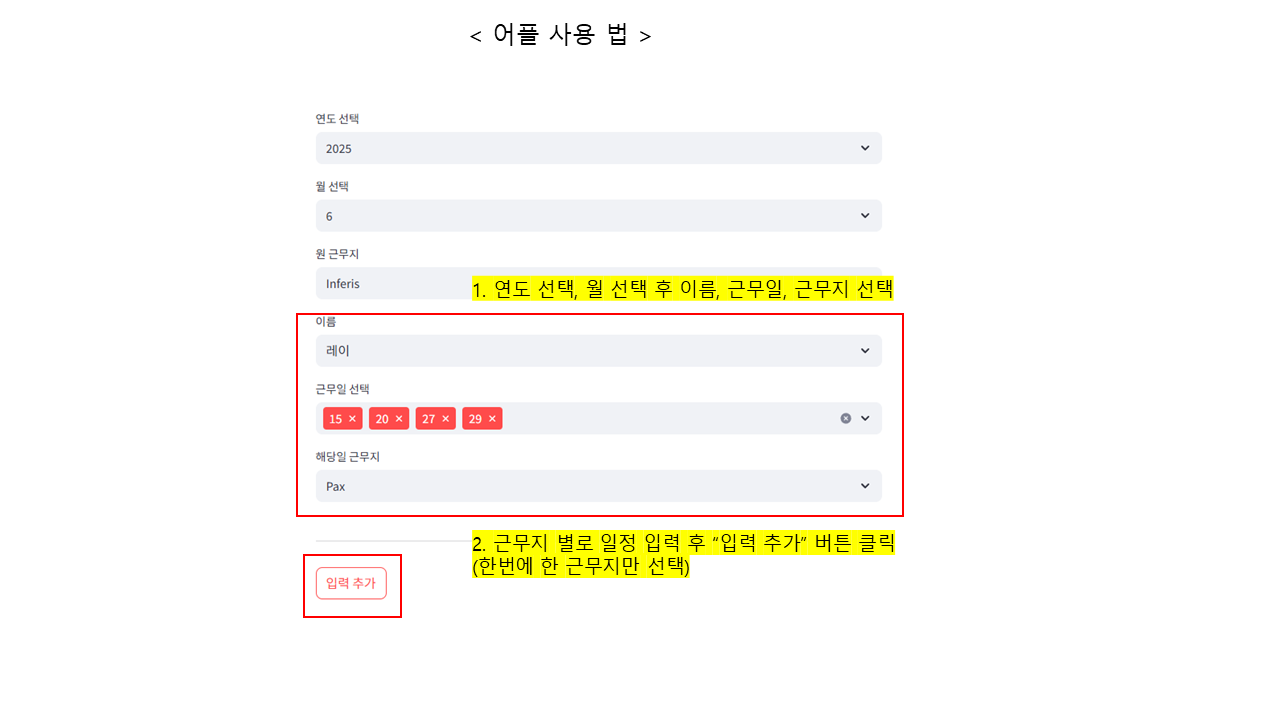 < 어플 사용 법 >
연도 선택
2025
월 선택
6
원 근무지
Inferis
1. 연도 선택, 월 선택 후 이름, 근무일, 근무지 선택
이름
레이
근무일 선택
15 × 20 × 27 × 29 ×
해당일 근무지
Pax
2. 근무지 별로 일정 입력 후 “입력 추가” 버튼 클릭
(한번에 한 근무지만 선택)
입력 추가